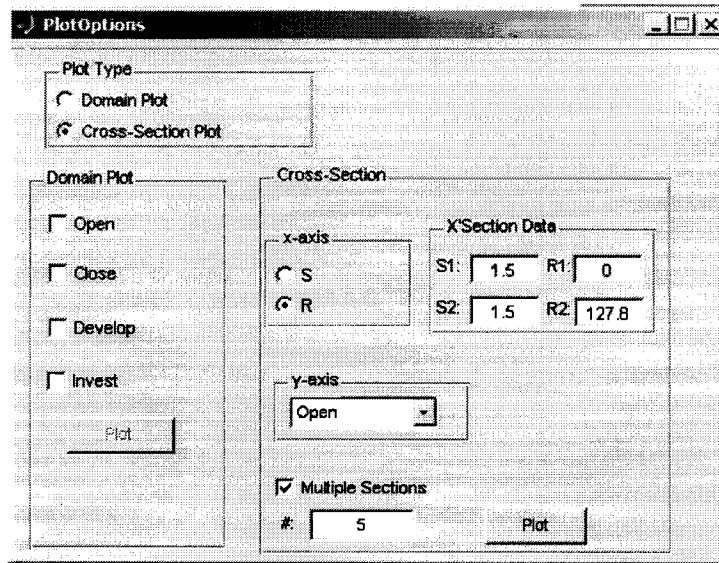 PlotOptions
Plot Type
Domain Plot
Cross-Section Plot
Domain Plot
Open
Close
Develop
Invest
Plot
Cross-Section
x-axis
S
R
X'Section Data
S1: 1.5 R1: 0
S2: 1.5 R2: 127.8
y-axis
Open
Multiple Sections
#: 5
Plot